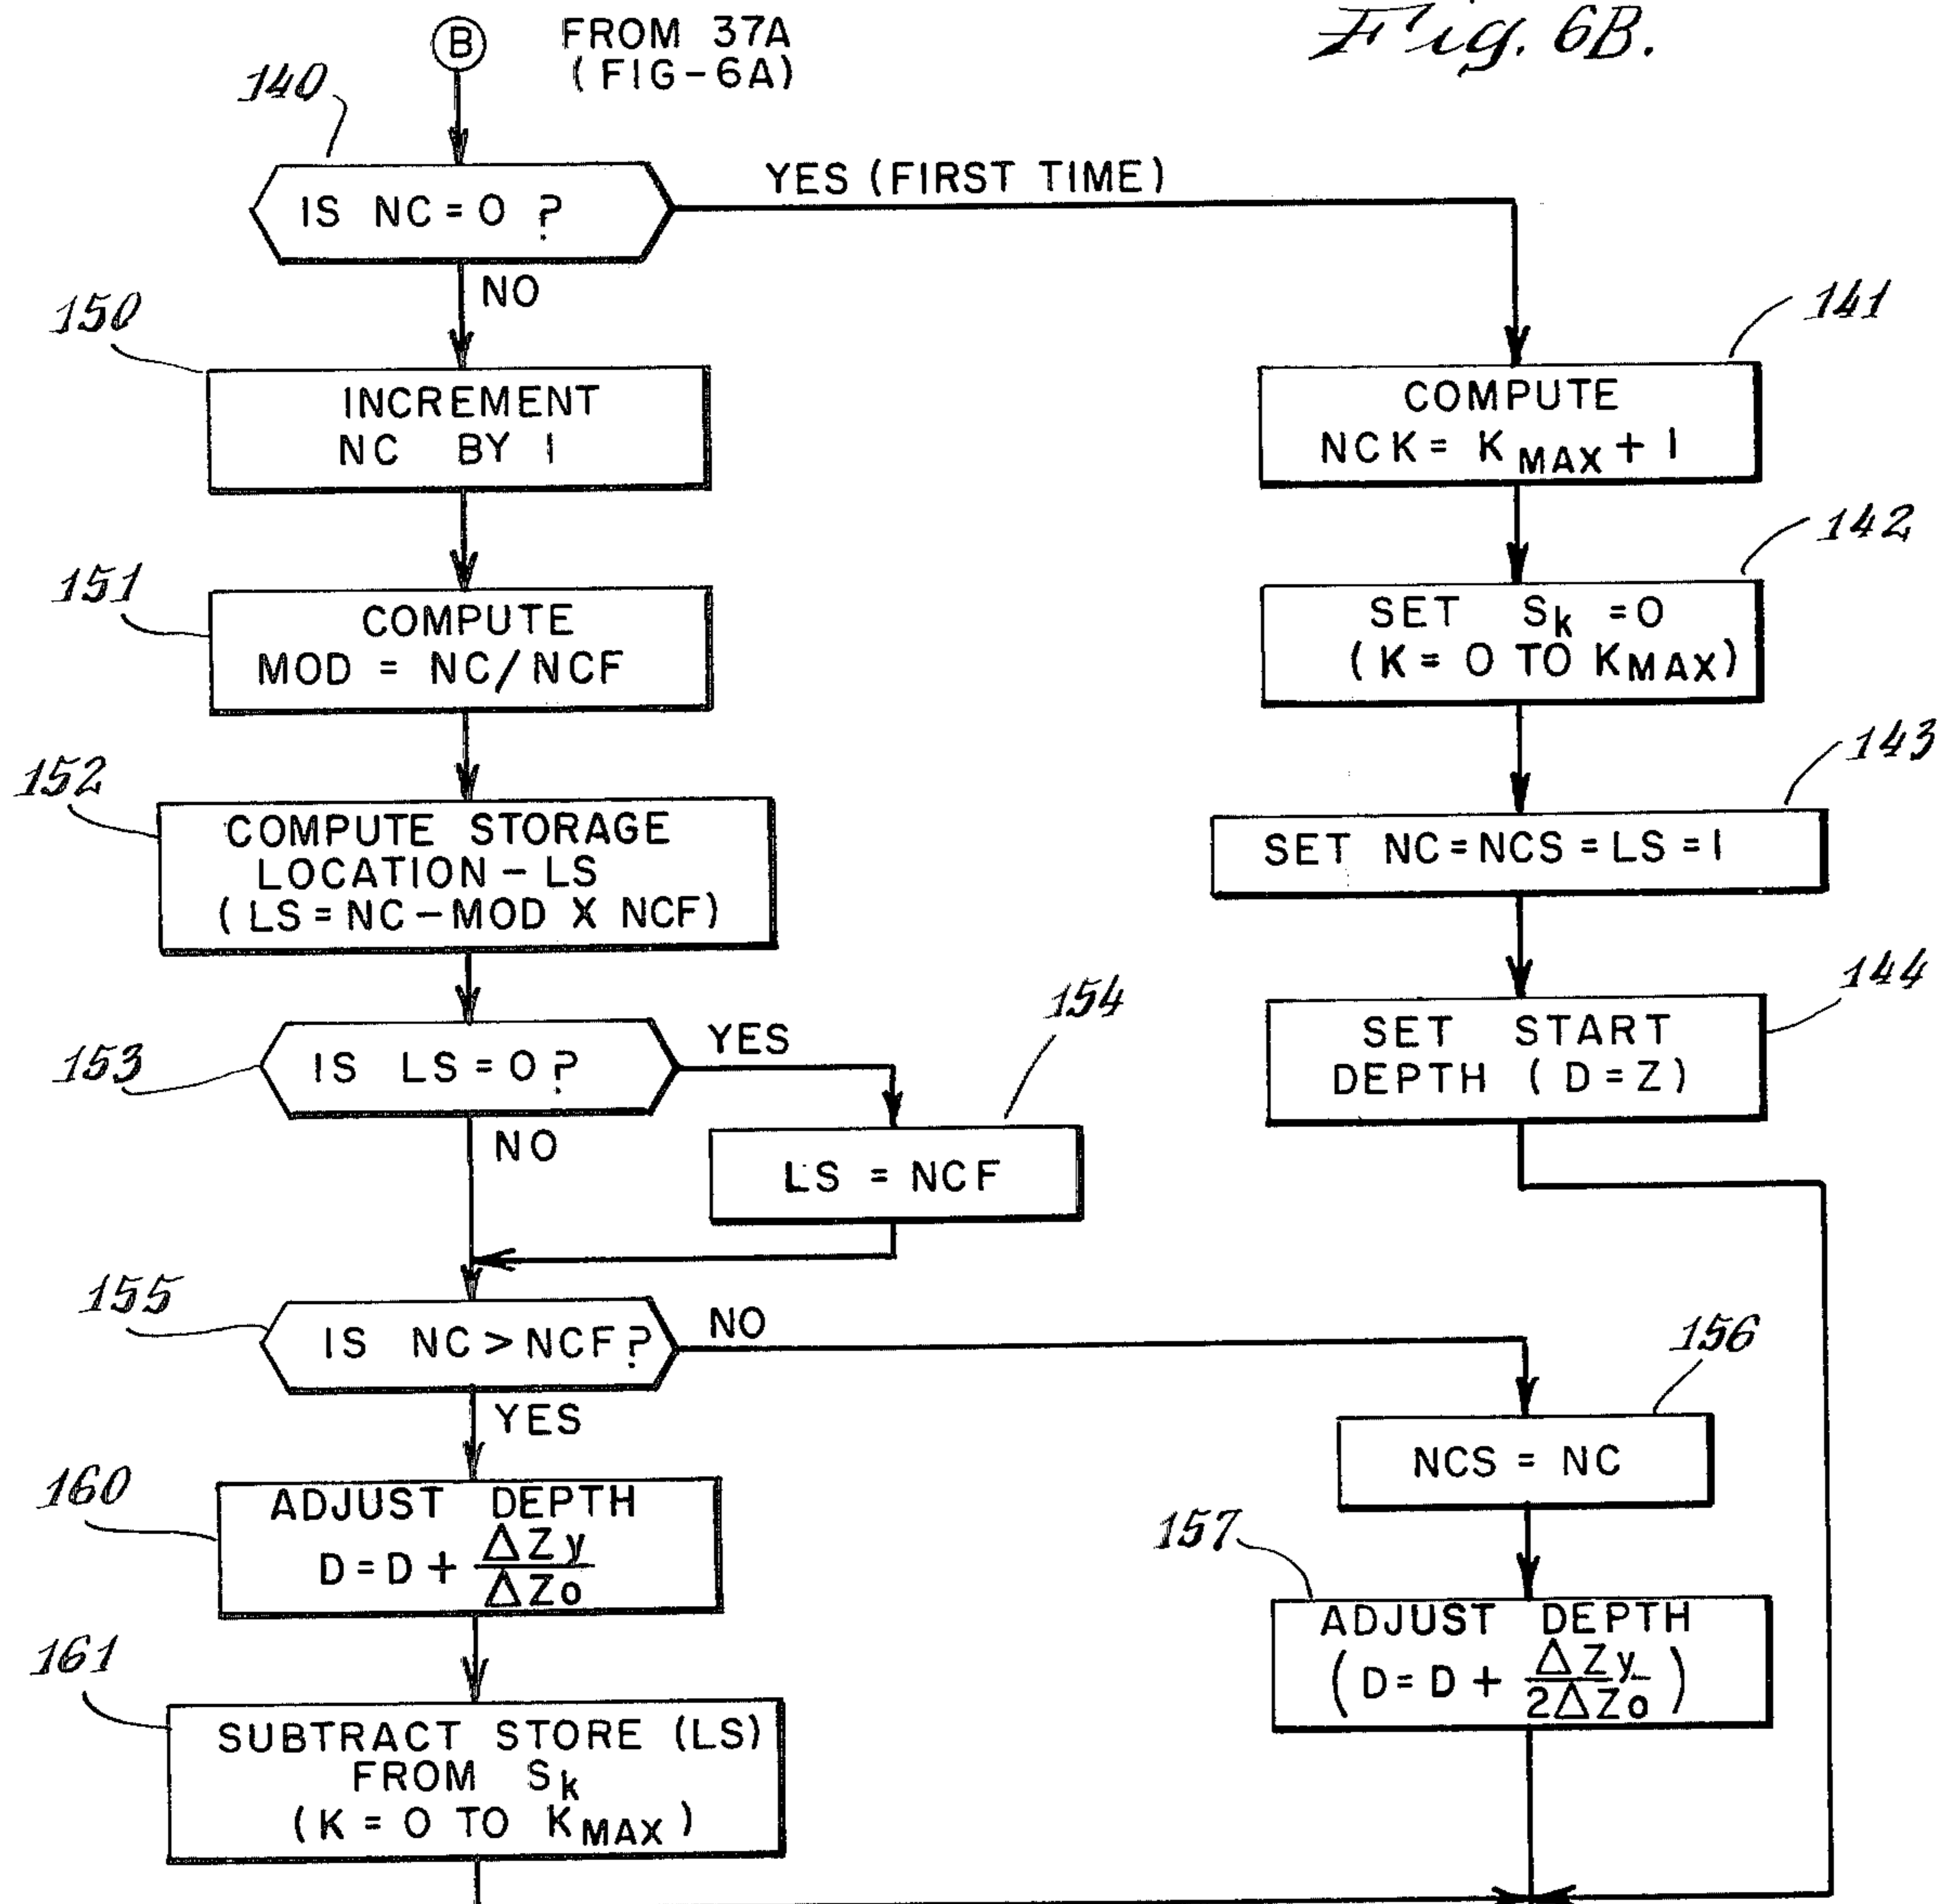 B
FROM 37A
(FIG-6A)
Fig. 6B.
140
IS NC = 0 ?
YES (FIRST TIME)
NO
150
INCREMENT
NC BY 1
141
COMPUTE
NCK = K MAX + 1
151
COMPUTE
MOD = NC/NCF
142
SET Sk = 0
(K = 0 TO KMAX)
152
COMPUTE STORAGE
LOCATION - LS
(LS = NC - MOD X NCF)
143
SET NC = NCS = LS = 1
153
IS LS = 0 ?
YES
NO
154
LS = NCF
144
SET START
DEPTH ( D = Z )
155
IS NC > NCF ?
NO
YES
156
NCS = NC
160
ADJUST DEPTH
D = D + ΔZy / ΔZo
157
ADJUST DEPTH
( D = D + ΔZy / 2ΔZo )
161
SUBTRACT STORE (LS)
FROM Sk
(K = 0 TO KMAX)